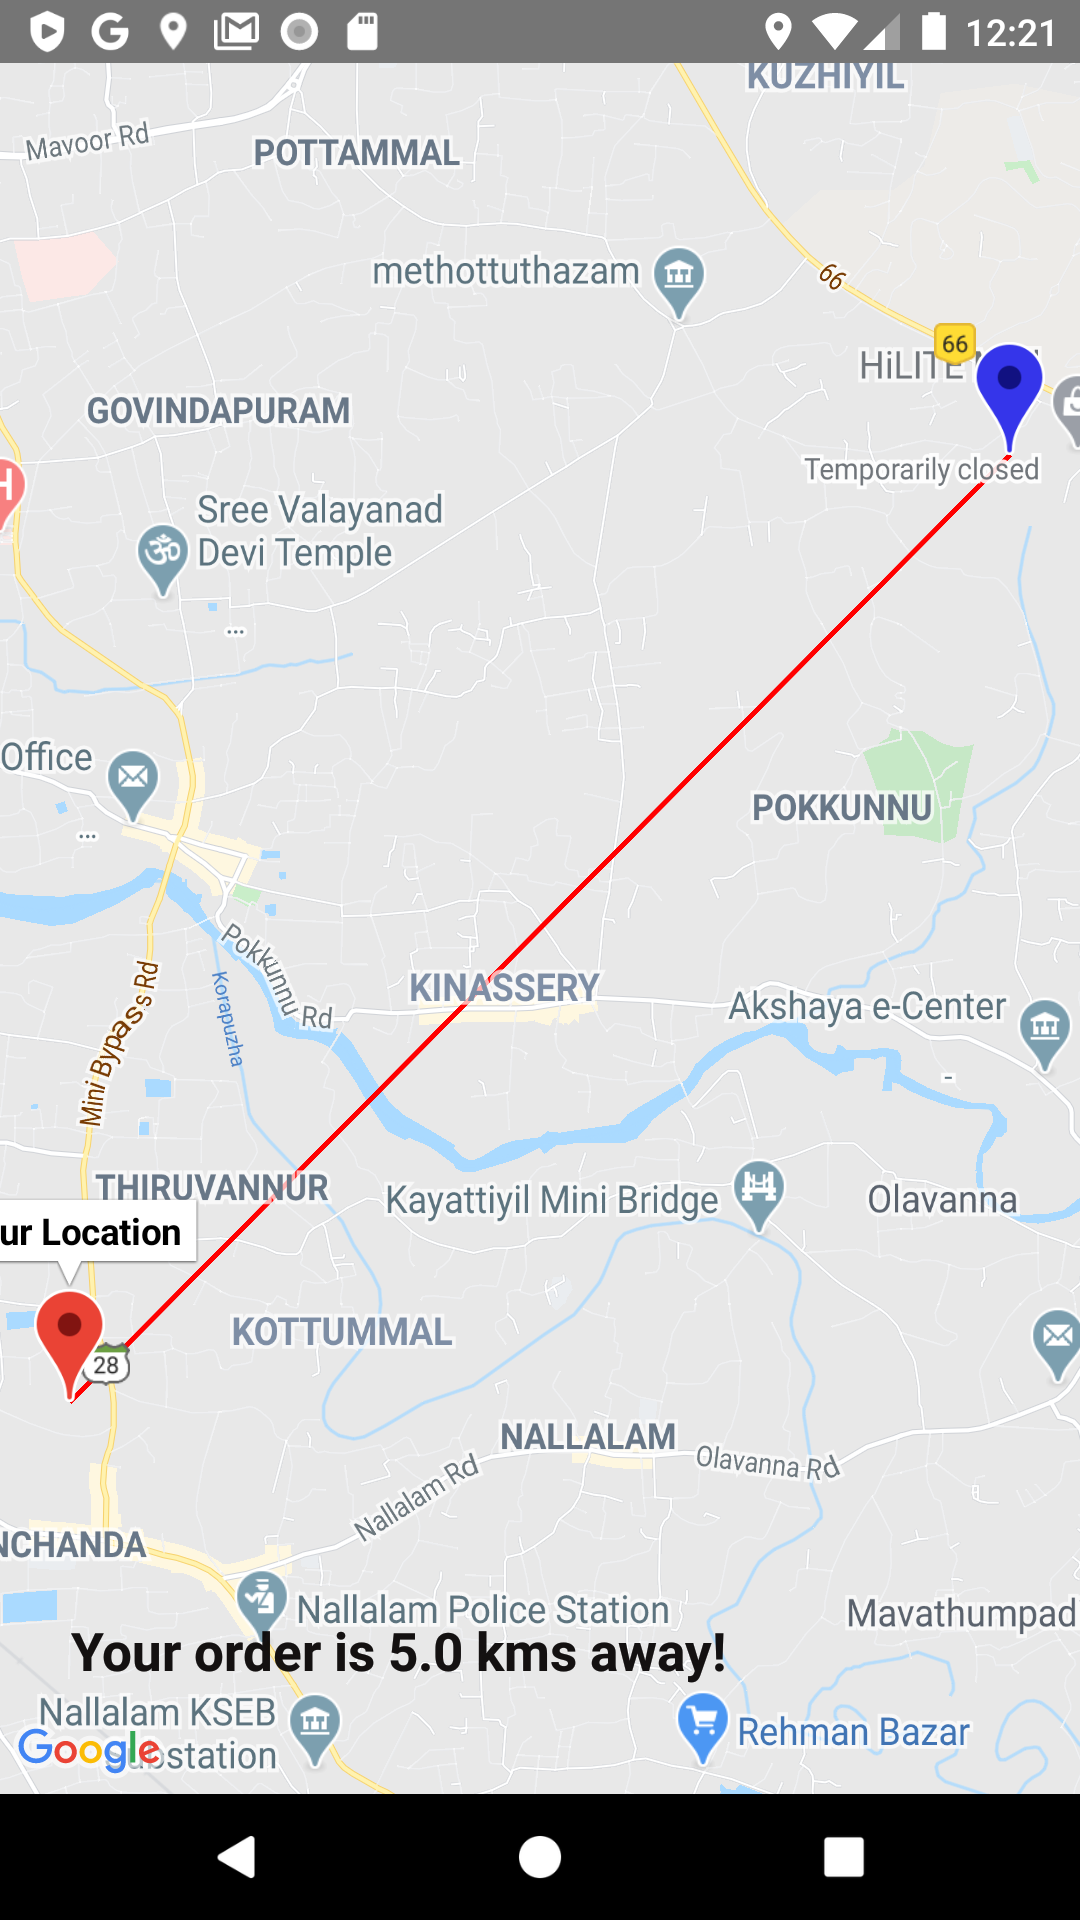 12:21
KUZHIYIL
Mavoor Rd
POTTAMMAL
methottuthazam
66
66
HiLITE
GOVINDAPURAM
Temporarily closed
H
Sree Valayanad
Devi Temple
...
Office
...
POKKUNNU
Pokkunnu Rd
KINASSERY
Akshaya e-Center
Korapuzha
Mini Bypass Rd
THIRUVANNUR
Kayattiyil Mini Bridge
Olavanna
ur Location
KOTTUMMAL
28
NALLALAM
Olavanna Rd
Nallalam Rd
NCHANDA
Nallalam Police Station
Mavathumpad
Your order is 5.0 kms away!
Nallalam KSEB
Rehman Bazar
Google
bstation